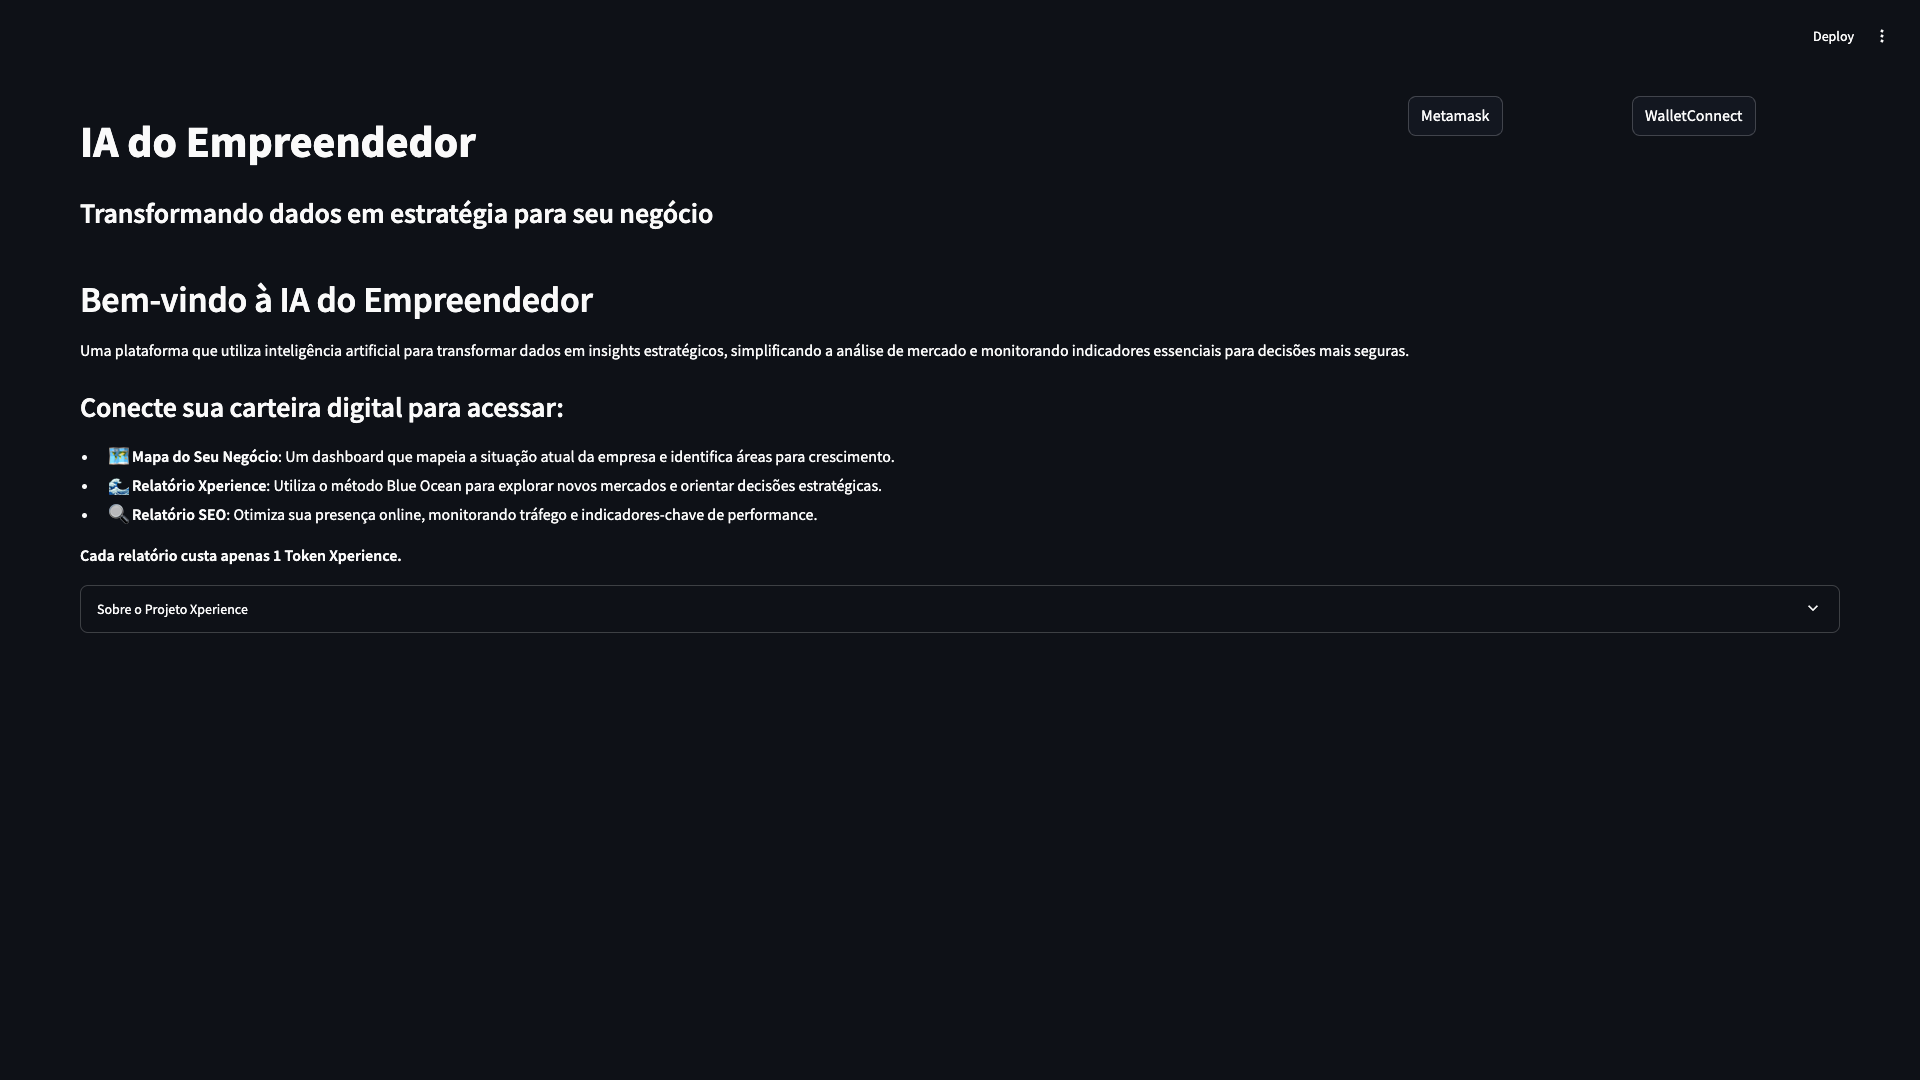 Deploy
Metamask
WalletConnect
IA do Empreendedor
Transformando dados em estratégia para seu negócio
Bem-vindo à IA do Empreendedor
Uma plataforma que utiliza inteligência artificial para transformar dados em insights estratégicos, simplificando a análise de mercado e monitorando indicadores essenciais para decisões mais seguras.
Conecte sua carteira digital para acessar:
• 🗺️ Mapa do Seu Negócio: Um dashboard que mapeia a situação atual da empresa e identifica áreas para crescimento.
• 🌊 Relatório Xperience: Utiliza o método Blue Ocean para explorar novos mercados e orientar decisões estratégicas.
• 🔍 Relatório SEO: Otimiza sua presença online, monitorando tráfego e indicadores-chave de performance.
Cada relatório custa apenas 1 Token Xperience.
Sobre o Projeto Xperience